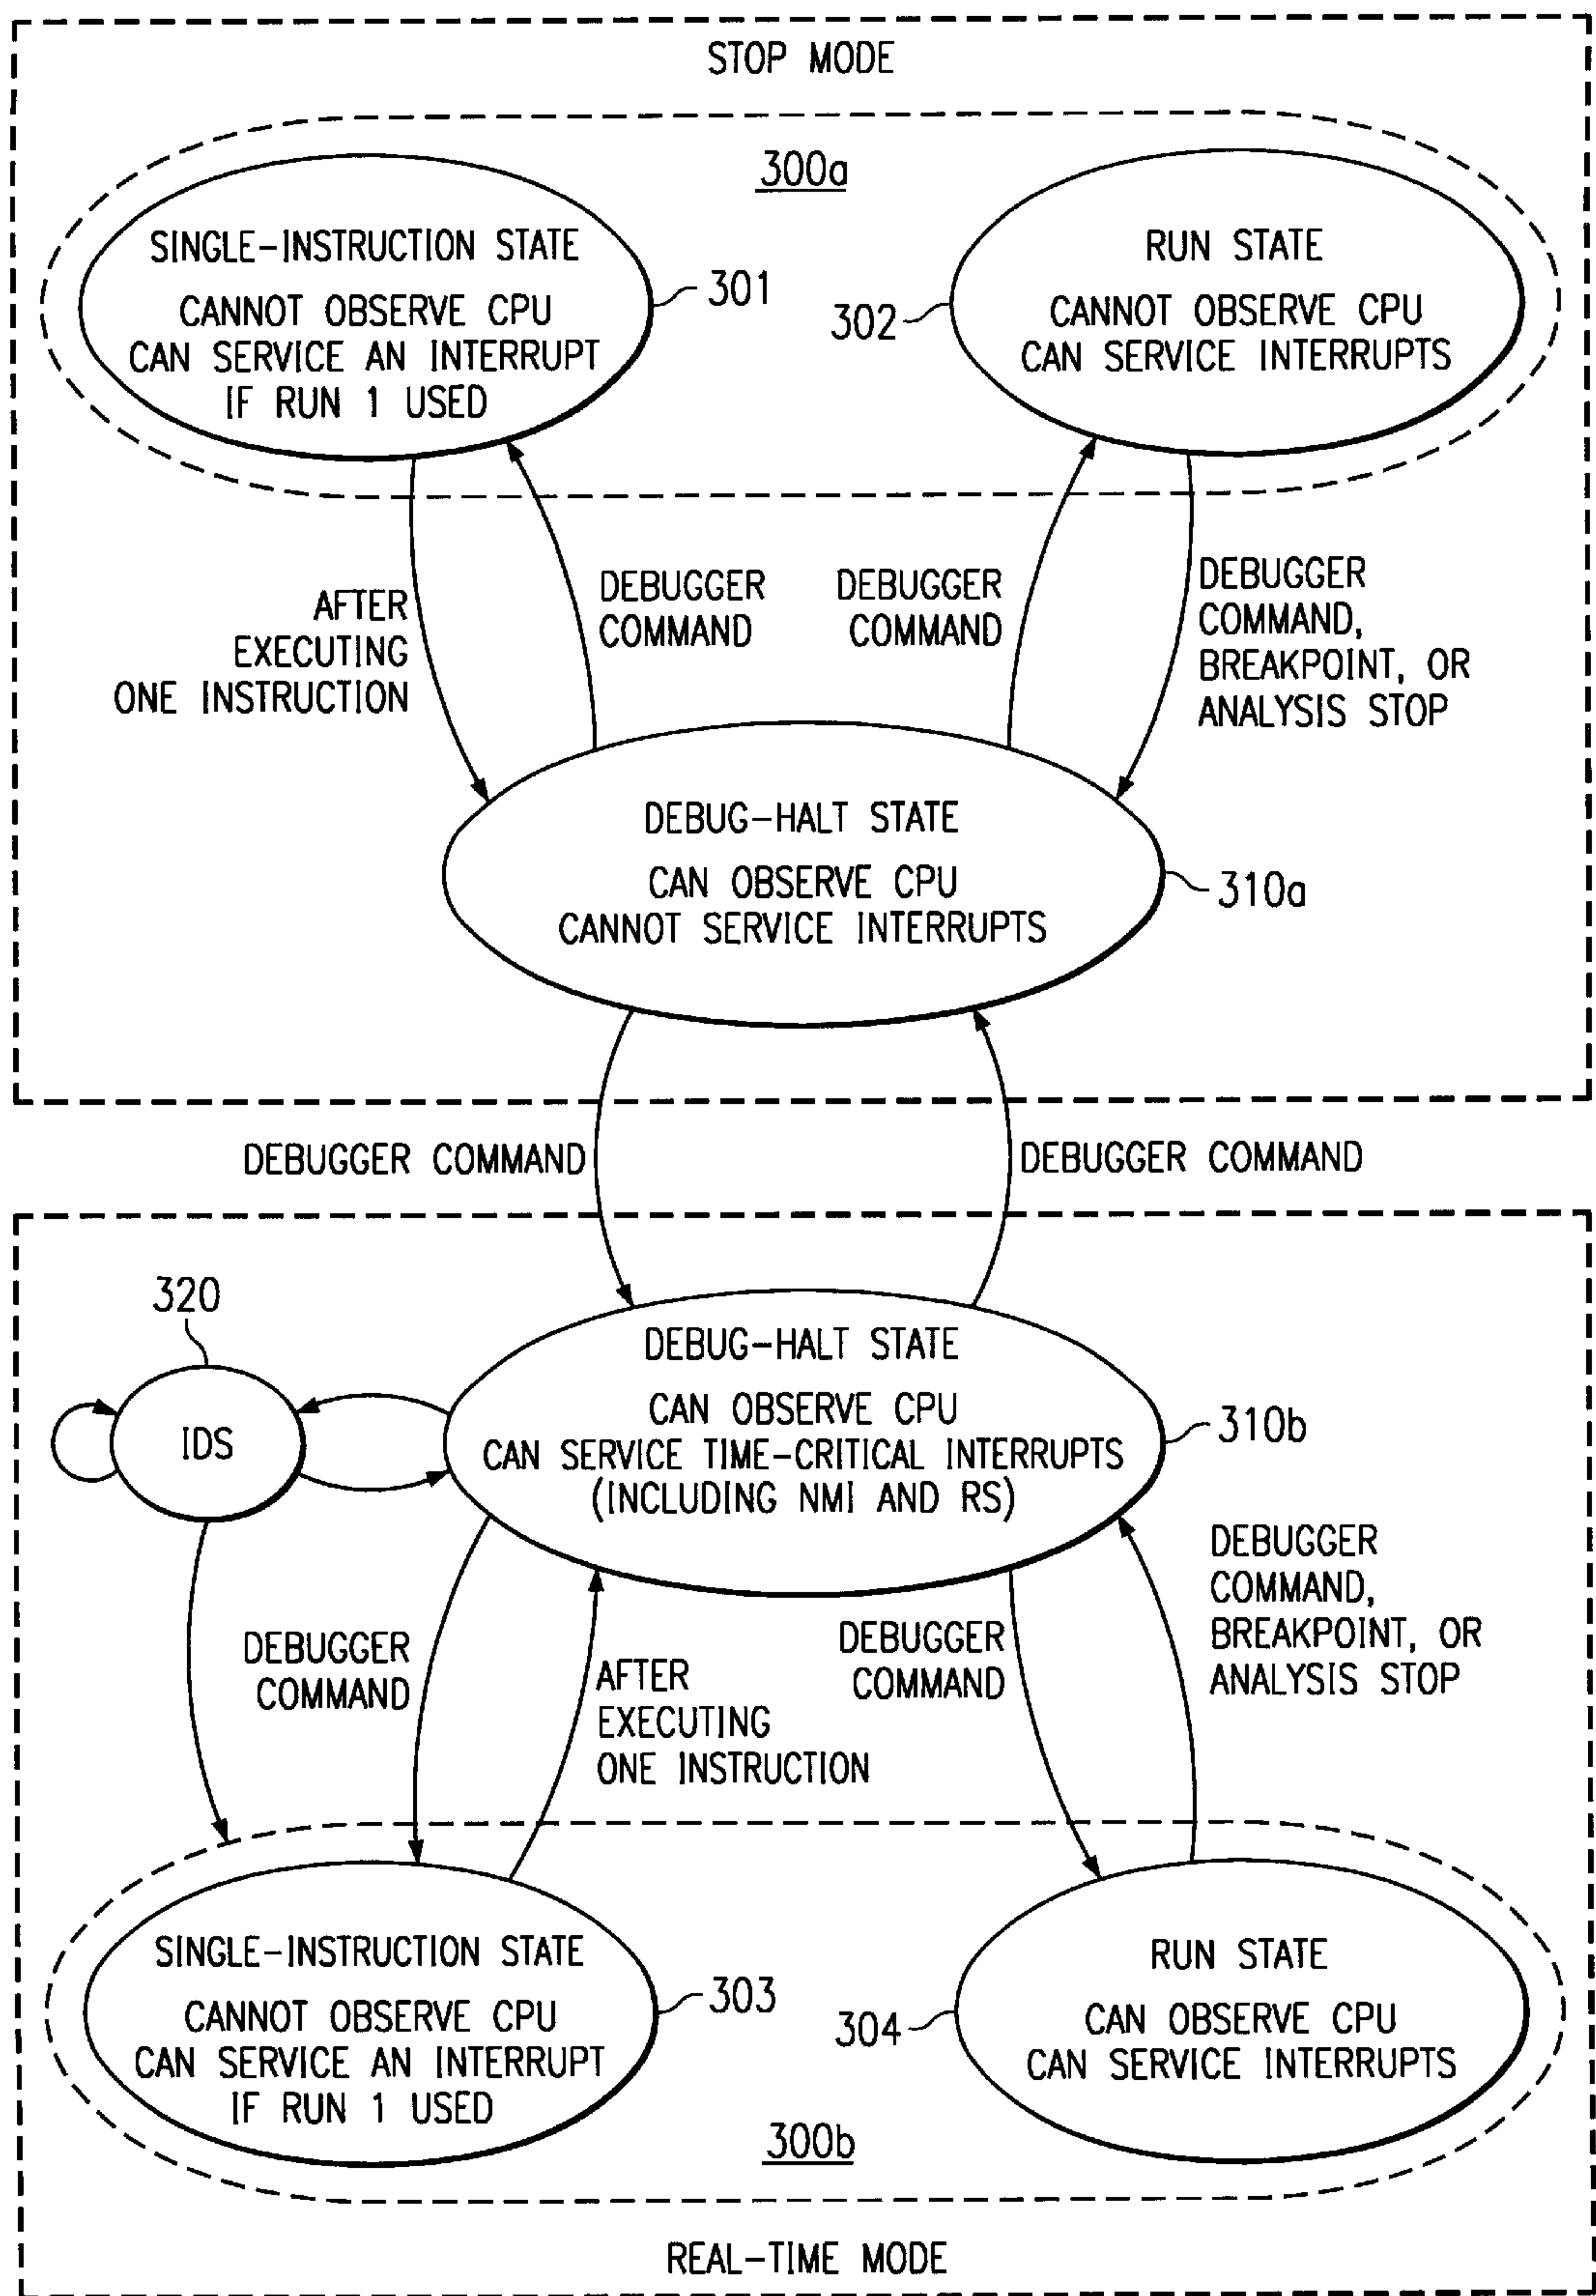 STOP MODE
300a
SINGLE-INSTRUCTION STATE
CANNOT OBSERVE CPU
CAN SERVICE AN INTERRUPT
IF RUN 1 USED
301
RUN STATE
CANNOT OBSERVE CPU
CAN SERVICE INTERRUPTS
302
AFTER
EXECUTING
ONE INSTRUCTION
DEBUGGER
COMMAND
DEBUGGER
COMMAND
DEBUGGER
COMMAND,
BREAKPOINT, OR
ANALYSIS STOP
DEBUG-HALT STATE
CAN OBSERVE CPU
CANNOT SERVICE INTERRUPTS
310a
DEBUGGER COMMAND
DEBUGGER COMMAND
320
IDS
DEBUG-HALT STATE
CAN OBSERVE CPU
CAN SERVICE TIME-CRITICAL INTERRUPTS
(INCLUDING NMI AND RS)
310b
DEBUGGER
COMMAND
AFTER
EXECUTING
ONE INSTRUCTION
DEBUGGER
COMMAND
DEBUGGER
COMMAND,
BREAKPOINT, OR
ANALYSIS STOP
SINGLE-INSTRUCTION STATE
CANNOT OBSERVE CPU
CAN SERVICE AN INTERRUPT
IF RUN 1 USED
303
RUN STATE
CAN OBSERVE CPU
CAN SERVICE INTERRUPTS
304
300b
REAL-TIME MODE